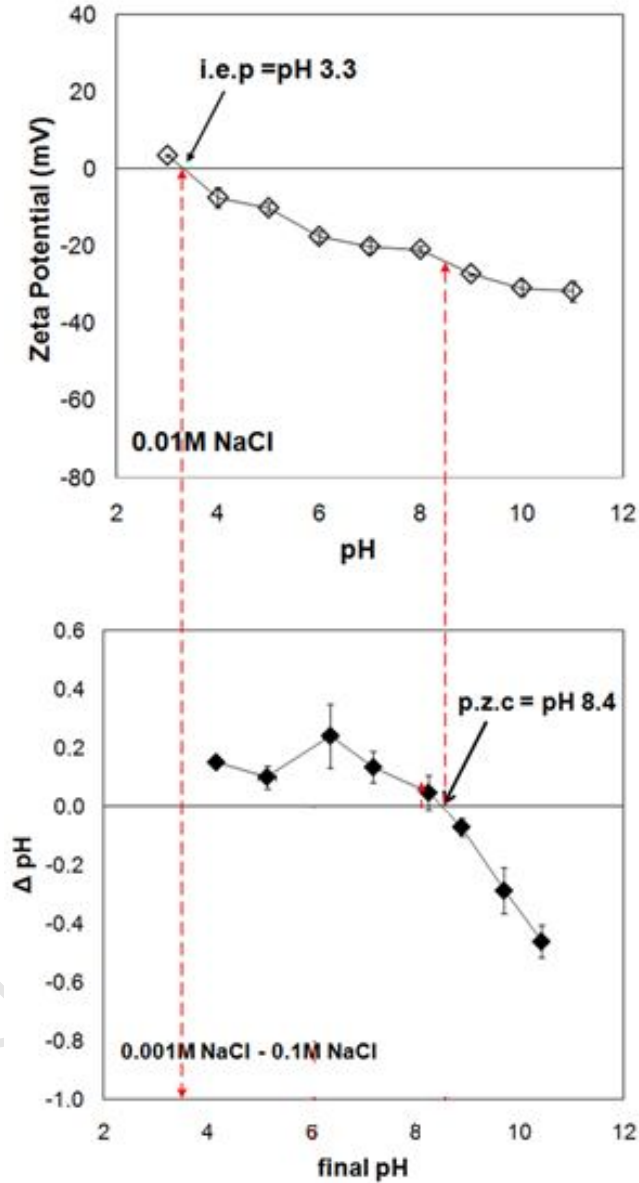 40
i.e.p =pH 3.3
20
0
-20
-40
-60
0.01M NaCl
-80
Zeta Potential (mV)
2 4 6 8 10 12
pH
0.6
0.4
p.z.c = pH 8.4
0.2
0.0
-0.2
-0.4
-0.6
-0.8
0.001M NaCl - 0.1M NaCl
-1.0
Δ pH
2 4 6 8 10 12
final pH